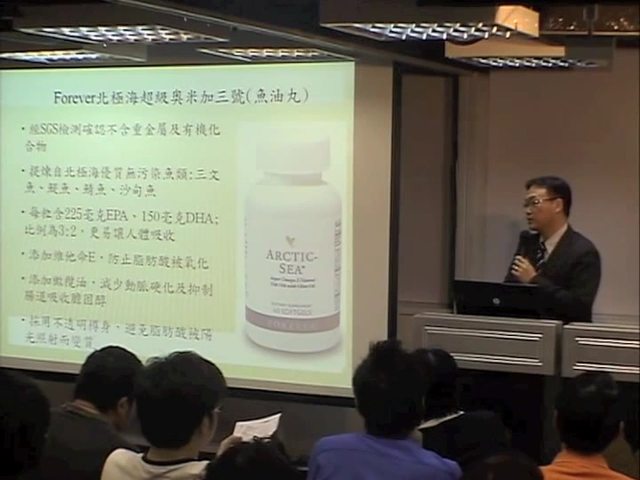 Forever北極海超級奧米加三號(魚油丸)
• 經SGS檢測確認不含重金屬及有機化
合物
• 提煉自北極海優質無污染魚類:三文
魚、鯷魚、鯖魚、沙甸魚
• 每粒含225毫克EPA、150毫克DHA;
比例為3:2，更易讓人體吸收
• 添加維他命E，防止脂肪酸被氧化
• 添加橄欖油，減少動脈硬化及抑制
腸道吸收膽固醇
• 採用不透明樽身，避免脂肪酸被陽
光照射而變質
FOREVER
ARCTIC-
SEA